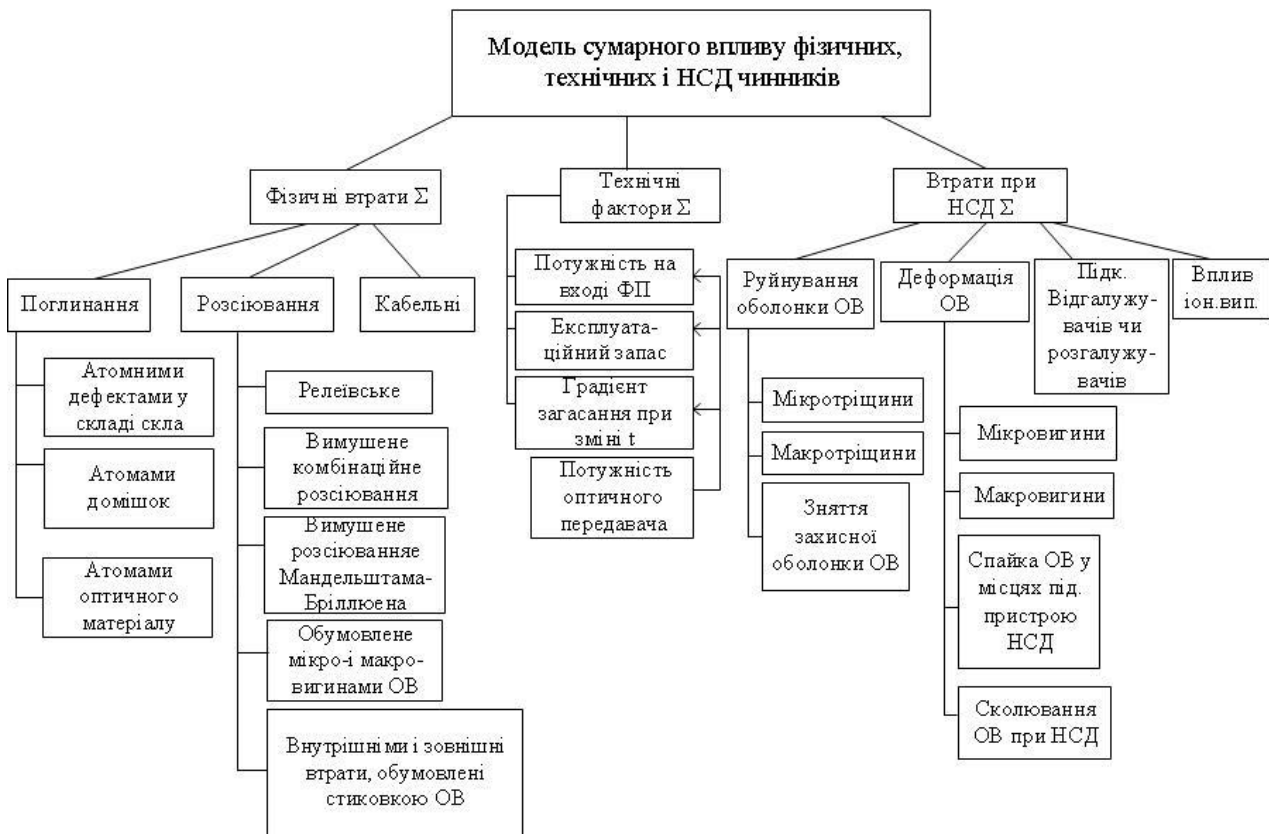 Модель сумарного впливу фізичних,
технічних і НСД чинників
Фізичні втрати Σ
Технічні
фактори Σ
Втрати при
НСД Σ
Поглинання
Розсіювання
Кабельні
Потужність на
вході ФП
Експлуата-
ційний запас
Градієнт
загасання при
зміні t
Потужність
оптичного
передавача
Руйнування
оболонки ОВ
Деформація
ОВ
Підк.
Відгалужу-
вачів чи
розгалужу-
вачів
Вплив
іон.вип.
Атомними
дефектами у
складі скла
Атомами
домішок
Атомами
оптичного
матеріалу
Релеївське
Вимушене
комбінаційне
розсіювання
Вимушене
розсіюванняе
Мандельштама-
Бріллюена
Обумовлене
мікро-і макро-
вигинами ОВ
Внутрішніми і зовнішні
втрати, обумовлені
стиковкою ОВ
Мікротріщини
Макротріщини
Зняття
захисної
оболонки ОВ
Мікровигини
Макровигини
Спайка ОВ у
місцях під.
пристрою
НСД
Сколювання
ОВ при НСД